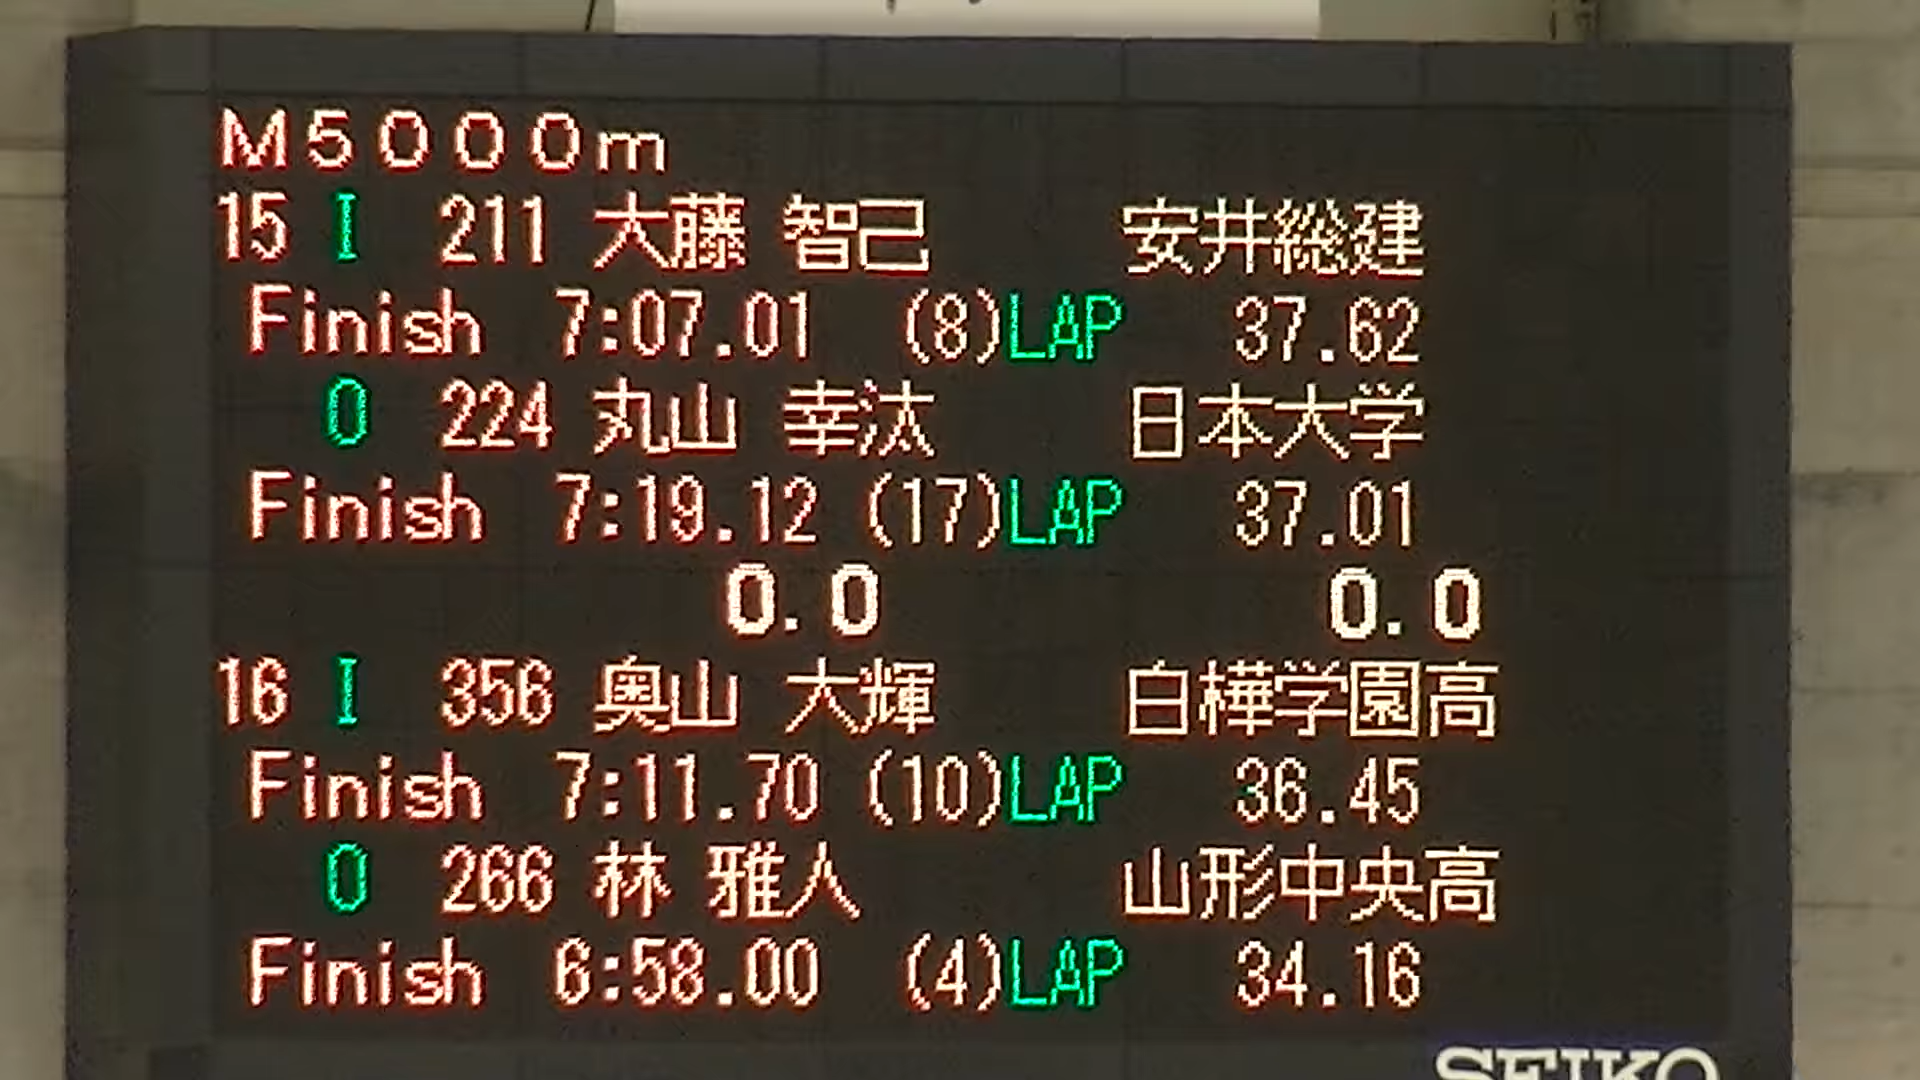 M5000m
15 I 211 大藤 智己 安井総建
Finish 7:07.01 (8)LAP 37.62
O 224 丸山 幸汰 日本大学
Finish 7:19.12 (17)LAP 37.01
0.0 0.0
16 I 356 奥山 大輝 白樺学園高
Finish 7:11.70 (10)LAP 36.45
O 266 林 雅人 山形中央高
Finish 6:58.00 (4)LAP 34.16
SEIKO